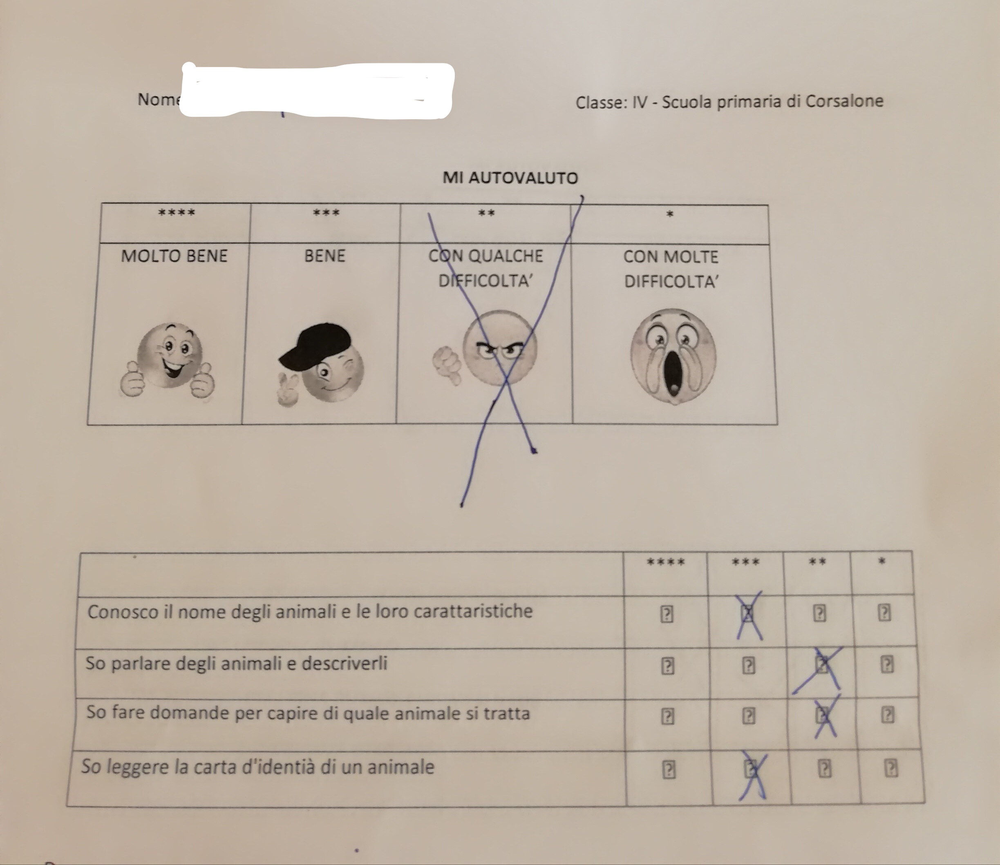 Nome
Classe: IV - Scuola primaria di Corsalone
MI AUTOVALUTO
**** *** ** *
MOLTO BENE
BENE
CON QUALCHE
DIFFICOLTA’
CON MOLTE
DIFFICOLTA’
**** *** ** *
Conosco il nome degli animali e le loro carattaristiche
So parlare degli animali e descriverli
So fare domande per capire di quale animale si tratta
So leggere la carta d'identià di un animale